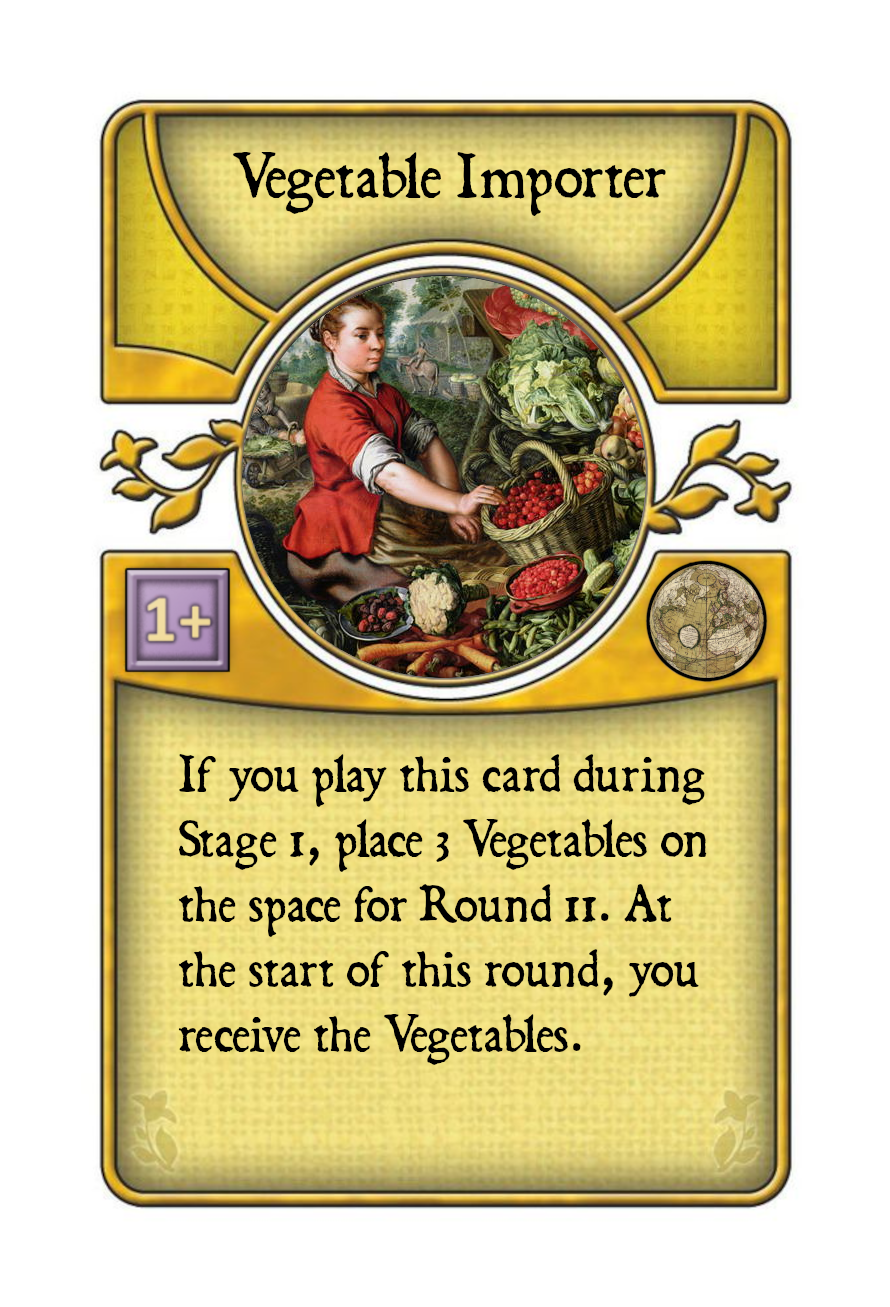 Vegetable Importer
1+
If you play this card during
Stage 1, place 3 Vegetables on
the space for Round 11. At
the start of this round, you
receive the Vegetables.